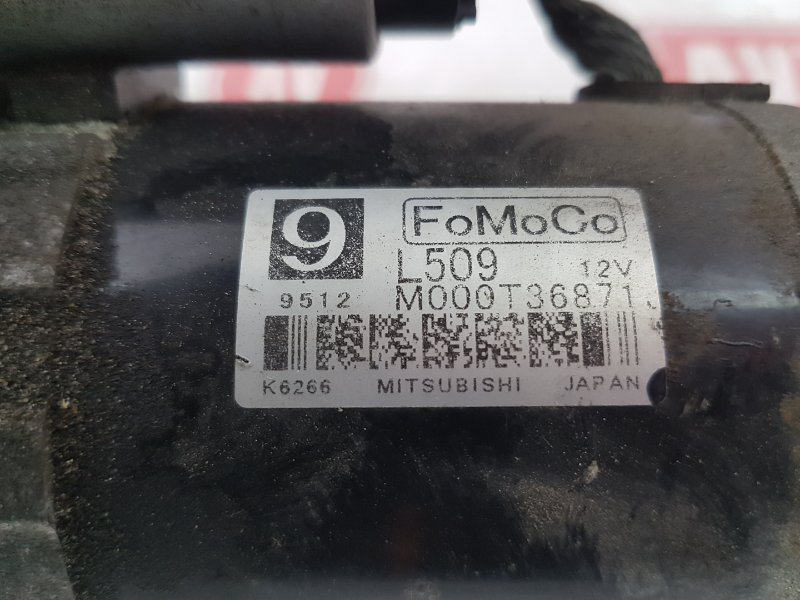 9
FoMoCo
L509 12V
9512 M000T36871
K6266 MITSUBISHI JAPAN